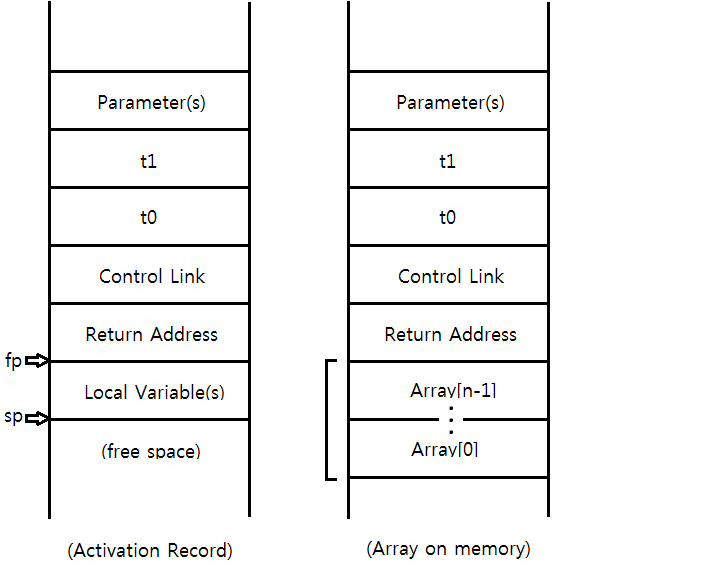 Parameter(s)
t1
t0
Control Link
Return Address
fp
Local Variable(s)
sp
(free space)
(Activation Record)
Parameter(s)
t1
t0
Control Link
Return Address
Array[n-1]
⋮
Array[0]
(Array on memory)